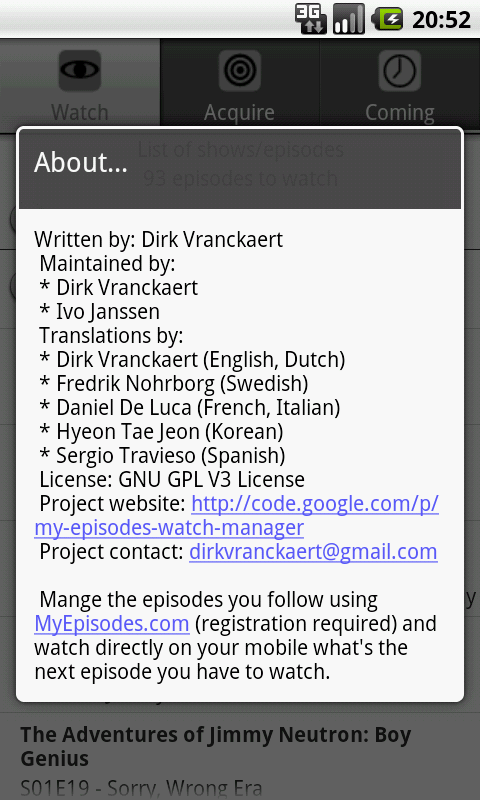 3G 20:52
Watch Acquire Coming
List of shows/episodes
93 episodes to watch
About...
Written by: Dirk Vranckaert
Maintained by:
* Dirk Vranckaert
* Ivo Janssen
Translations by:
* Dirk Vranckaert (English, Dutch)
* Fredrik Nohrborg (Swedish)
* Daniel De Luca (French, Italian)
* Hyeon Tae Jeon (Korean)
* Sergio Travieso (Spanish)
License: GNU GPL V3 License
Project website: http://code.google.com/p/
my-episodes-watch-manager
Project contact: dirkvranckaert@gmail.com
Mange the episodes you follow using
MyEpisodes.com (registration required) and
watch directly on your mobile what's the
next episode you have to watch.
The Adventures of Jimmy Neutron: Boy
Genius
S01E19 - Sorry, Wrong Era